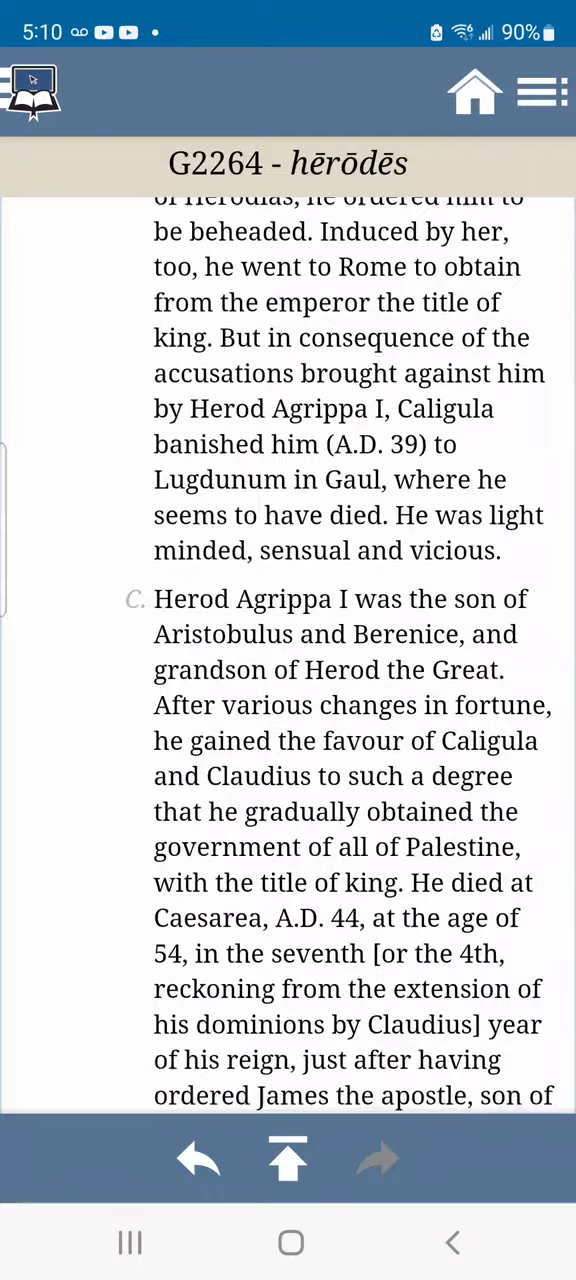 5:10
90%
G2264 - hērōdēs
of Herodias, he ordered him to
be beheaded. Induced by her,
too, he went to Rome to obtain
from the emperor the title of
king. But in consequence of the
accusations brought against him
by Herod Agrippa I, Caligula
banished him (A.D. 39) to
Lugdunum in Gaul, where he
seems to have died. He was light
minded, sensual and vicious.
C. Herod Agrippa I was the son of
Aristobulus and Berenice, and
grandson of Herod the Great.
After various changes in fortune,
he gained the favour of Caligula
and Claudius to such a degree
that he gradually obtained the
government of all of Palestine,
with the title of king. He died at
Caesarea, A.D. 44, at the age of
54, in the seventh [or the 4th,
reckoning from the extension of
his dominions by Claudius] year
of his reign, just after having
ordered James the apostle, son of